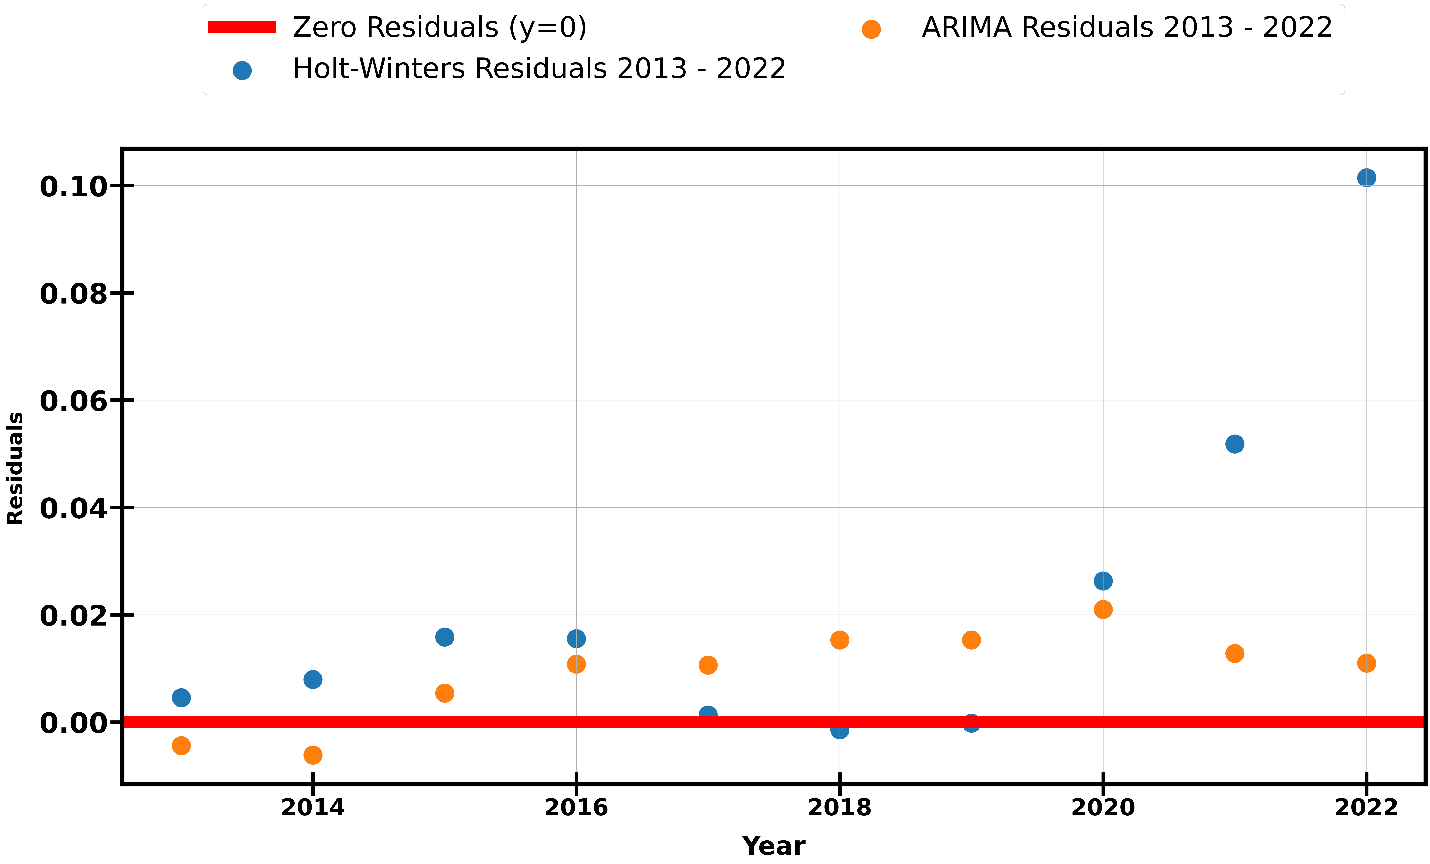 Zero Residuals (y=0)
Holt-Winters Residuals 2013 - 2022
ARIMA Residuals 2013 - 2022
Residuals
0.10
0.08
0.06
0.04
0.02
0.00
2014 2016 2018 2020 2022
Year